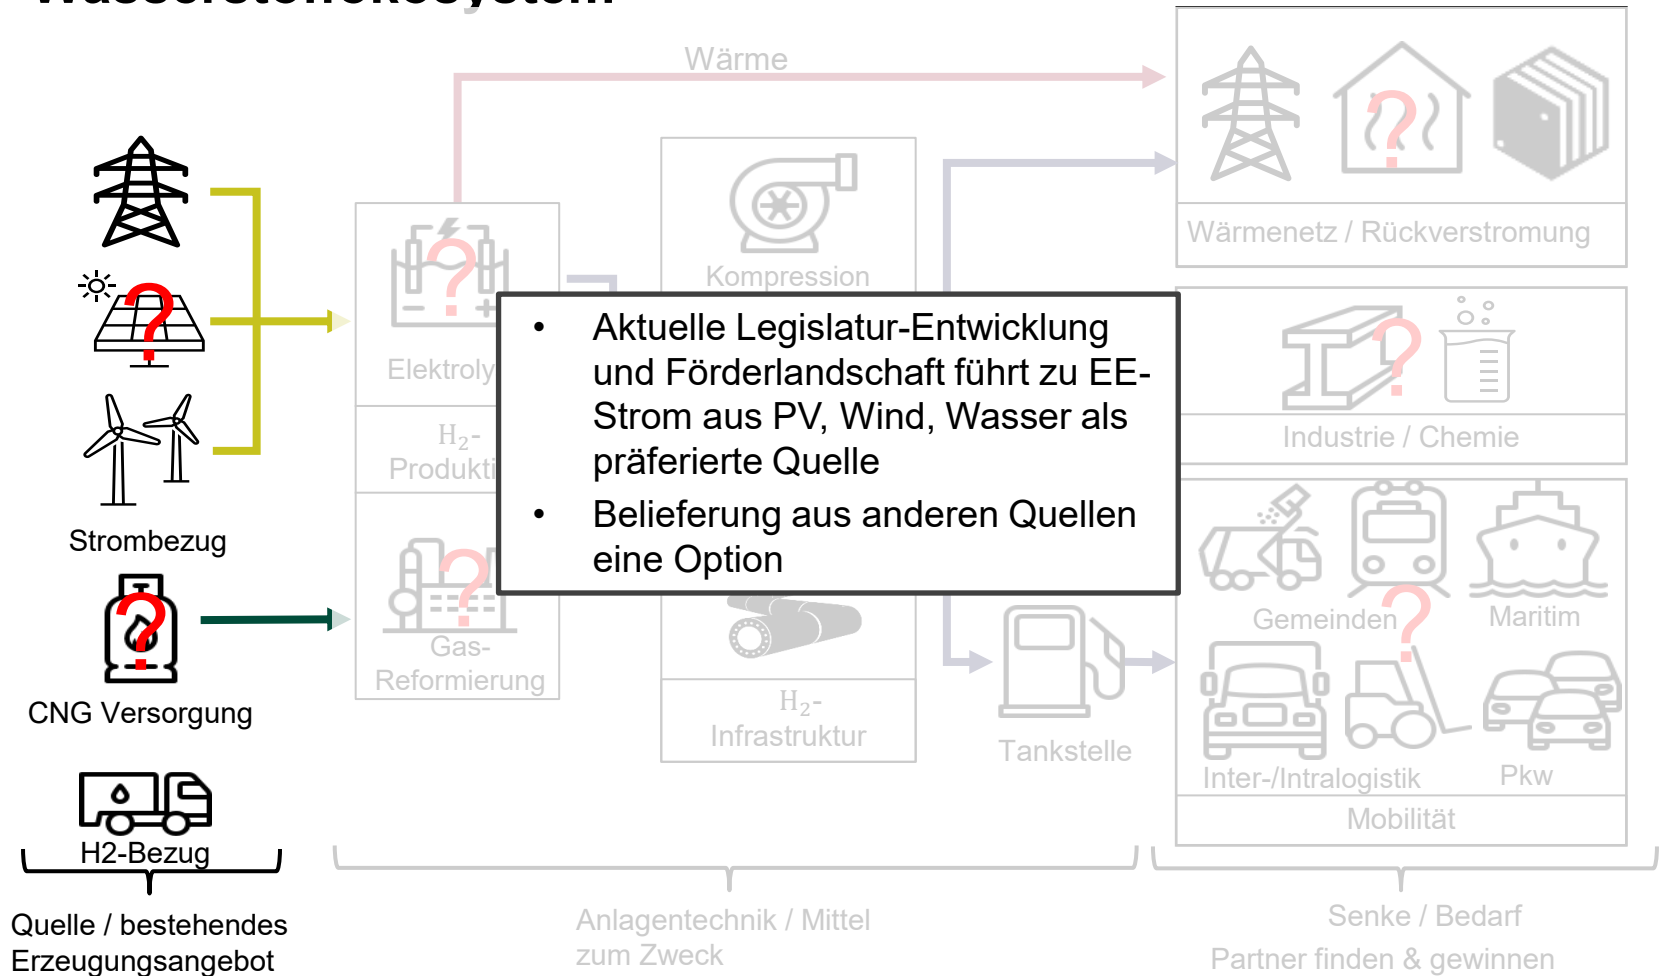 Wasserstoffökosystem
Wärme
Kompression
Wärmenetz / Rückverstromung
?
?
?
?
?
?
?
Elektroly
H₂-
Produkti
• Aktuelle Legislatur-Entwicklung
und Förderlandschaft führt zu EE-
Strom aus PV, Wind, Wasser als
präferierte Quelle
• Belieferung aus anderen Quellen
eine Option
Industrie / Chemie
Strombezug
CNG Versorgung
H2-Bezug
Gas-
Reformierung
H₂-
Infrastruktur
Tankstelle
Gemeinden
Maritim
Inter-/Intralogistik
Pkw
Mobilität
Quelle / bestehendes
Erzeugungsangebot
Anlagentechnik / Mittel
zum Zweck
Senke / Bedarf
Partner finden & gewinnen